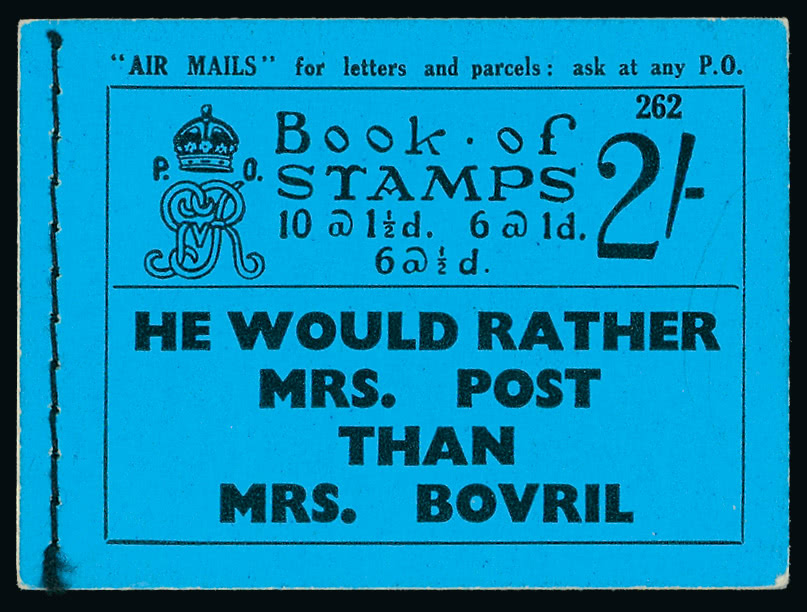 "AIR MAILS" for letters and parcels: ask at any P.O.
262
P. O.
Book · of
STAMPS
2/-
10 @ 1½d. 6 @ 1d.
6 @ ½d.
HE WOULD RATHER
MRS. POST
THAN
MRS. BOVRIL